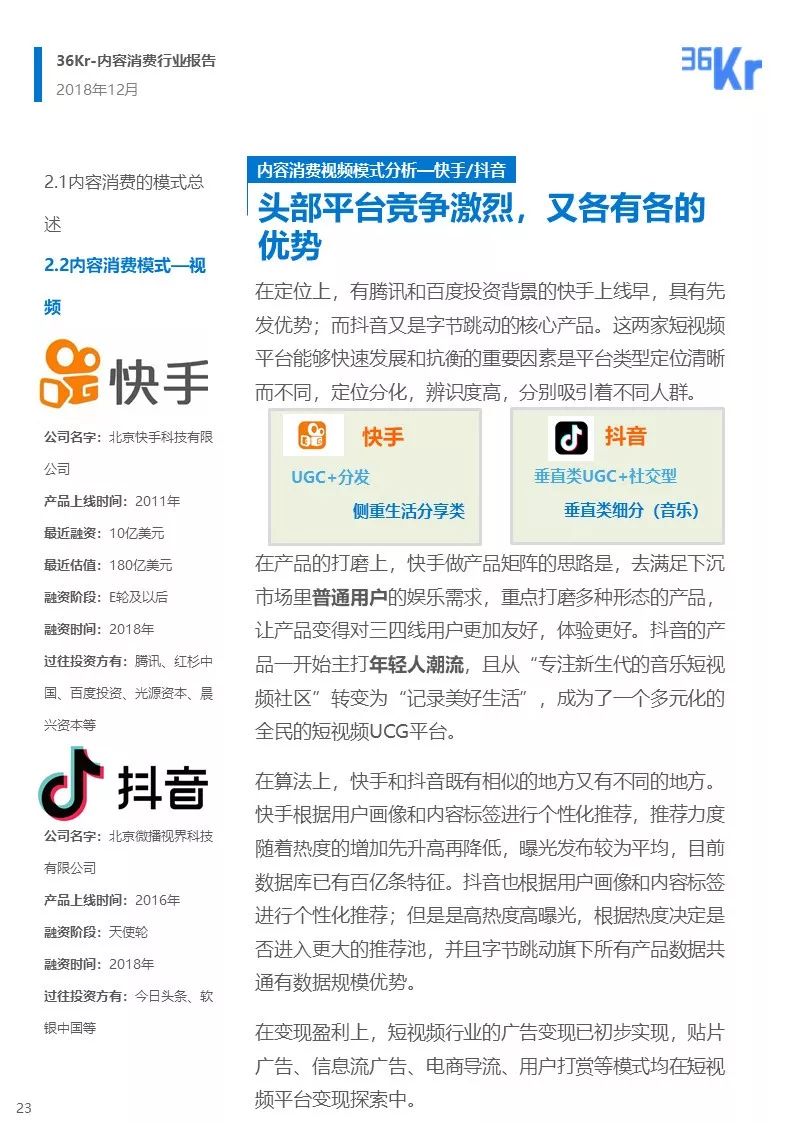 36Kr-内容消费行业报告
2018年12月
36Kr
2.1内容消费的模式总
述
2.2内容消费模式—视
频
快手
公司名字：北京快手科技有限
公司
产品上线时间：2011年
最近融资：10亿美元
最近估值：180亿美元
融资阶段：E轮及以后
融资时间：2018年
过往投资方有：腾讯、红杉中
国、百度投资、光源资本、晨
兴资本等
抖音
公司名字：北京微播视界科技
有限公司
产品上线时间：2016年
融资阶段：天使轮
融资时间：2018年
过往投资方有：今日头条、软
银中国等
内容消费视频模式分析—快手/抖音
头部平台竞争激烈，又各有各的
优势
在定位上，有腾讯和百度投资背景的快手上线早，具有先
发优势；而抖音又是字节跳动的核心产品。这两家短视频
平台能够快速发展和抗衡的重要因素是平台类型定位清晰
而不同，定位分化，辨识度高，分别吸引着不同人群。
快手
UGC+分发
侧重生活分享类
抖音
垂直类UGC+社交型
垂直类细分（音乐）
在产品的打磨上，快手做产品矩阵的思路是，去满足下沉
市场里普通用户的娱乐需求，重点打磨多种形态的产品，
让产品变得对三四线用户更加友好，体验更好。抖音的产
品一开始主打年轻人潮流，且从“专注新生代的音乐短视
频社区”转变为“记录美好生活”，成为了一个多元化的
全民的短视频UCG平台。
在算法上，快手和抖音既有相似的地方又有不同的地方。
快手根据用户画像和内容标签进行个性化推荐，推荐力度
随着热度的增加先升高再降低，曝光发布较为平均，目前
数据库已有百亿条特征。抖音也根据用户画像和内容标签
进行个性化推荐；但是是高热度高曝光，根据热度决定是
否进入更大的推荐池，并且字节跳动旗下所有产品数据共
通有数据规模优势。
在变现盈利上，短视频行业的广告变现已初步实现，贴片
广告、信息流广告、电商导流、用户打赏等模式均在短视
频平台变现探索中。
23